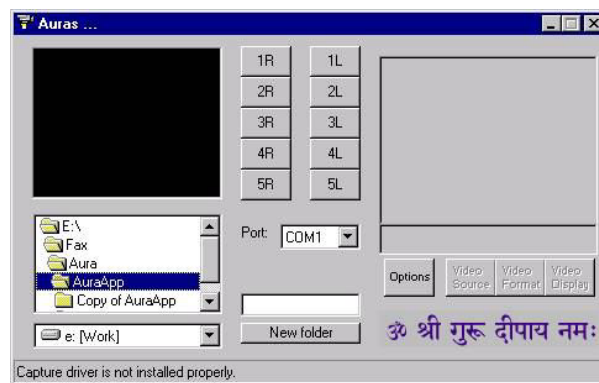 Auras ...
1R 1L
2R 2L
3R 3L
4R 4L
5R 5L
E:\
Fax
Aura
AuraApp
Copy of AuraApp
Port: COM1
Options
Video Source
Video Format
Video Display
e: [Work]
New folder
ॐ श्री गुरू दीपाय नमः
Capture driver is not installed properly.